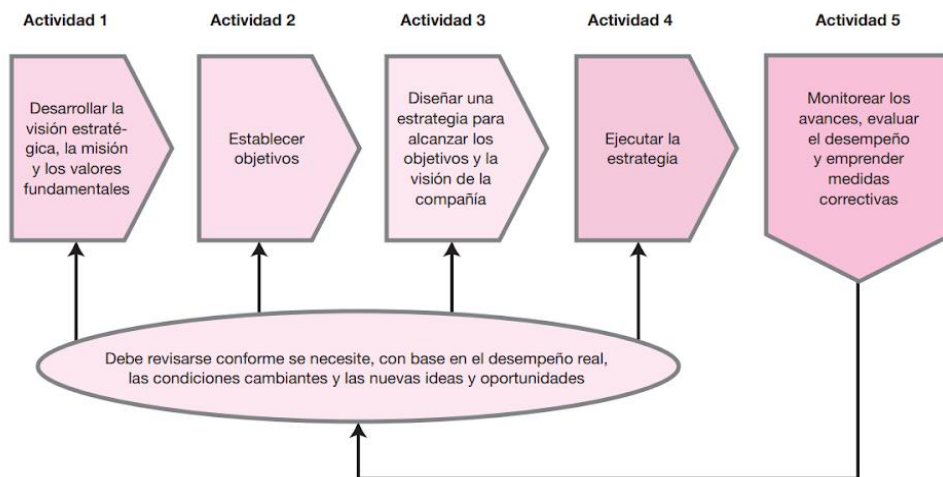 Actividad 1
Actividad 2
Actividad 3
Actividad 4
Actividad 5
Desarrollar la
visión estraté-
gica, la misión
y los valores
fundamentales
Establecer
objetivos
Diseñar una
estrategia para
alcanzar los
objetivos y la
visión de la
compañía
Ejecutar la
estrategia
Monitorear los
avances, evaluar
el desempeño
y emprender
medidas
correctivas
Debe revisarse conforme se necesite, con base en el desempeño real,
las condiciones cambiantes y las nuevas ideas y oportunidades